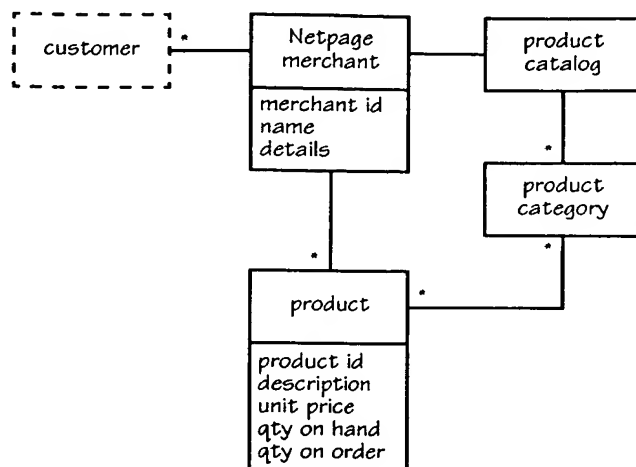 customer
*
Netpage
merchant
merchant id
name
details
product
catalog
*
product
category
*
*
*
product
product id
description
unit price
qty on hand
qty on order